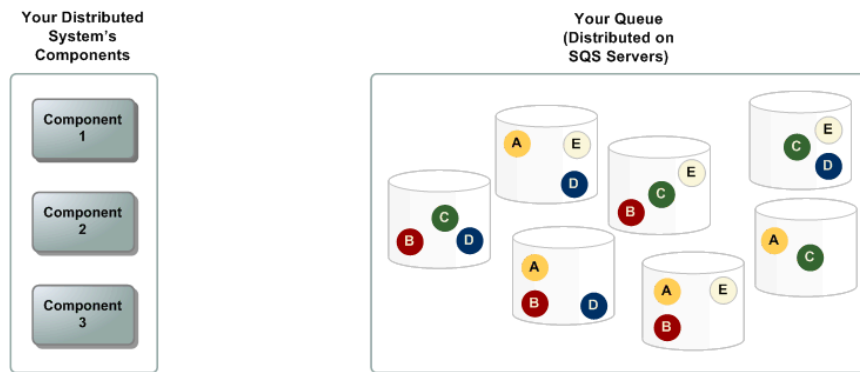 Your Distributed
System's
Components
Component
1
Component
2
Component
3
Your Queue
(Distributed on
SQS Servers)
A
E
D
C
B
D
E
C
B
E
C
D
A
B
D
A
E
B
A
C